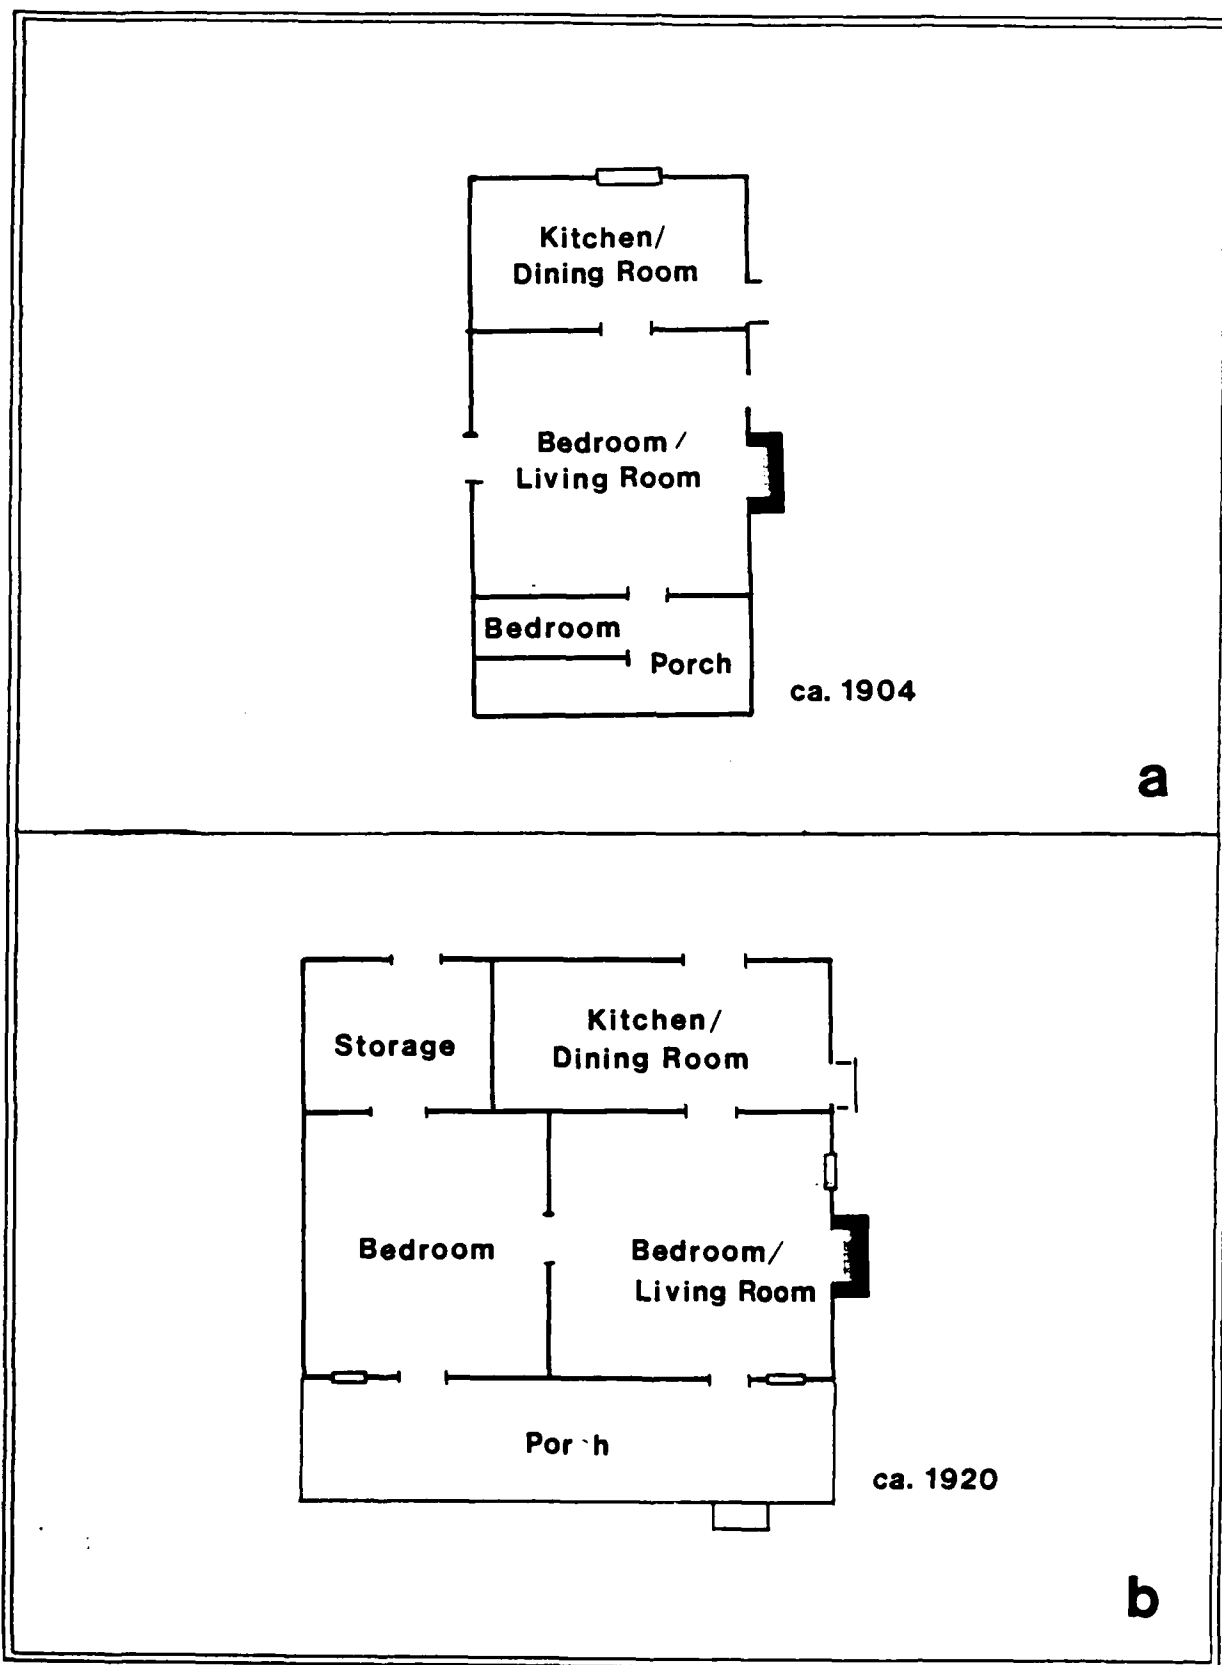 Kitchen/
Dining Room
Bedroom/
Living Room
Bedroom
Porch
ca. 1904
a
Kitchen/
Dining Room
Storage
Bedroom
Bedroom/
Living Room
Por h
ca. 1920
b